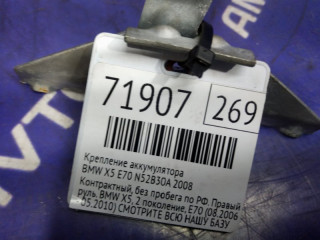 71907 269
Крепление аккумулятора
BMW X5 E70 N52B30A 2008
Контрактный, без пробега по РФ. Правый
руль. BMW X5, 2 поколение, E70 (08.2006
05.2010) СМОТРИТЕ ВСЮ НАШУ БАЗУ